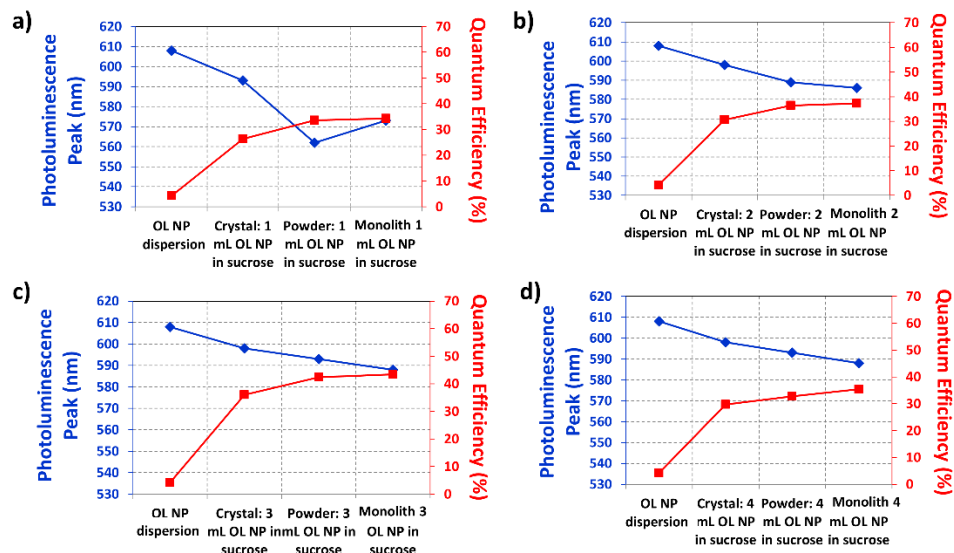 a)
Photoluminescence
Peak (nm)
620
610
600
590
580
570
560
550
540
530
70
60
50
40
30
20
10
0
Quantum Efficiency (%)
OL NP
dispersion
Crystal: 1
mL OL NP
in sucrose
Powder: 1
mL OL NP
in sucrose
Monolith 1
mL OL NP
in sucrose
b)
Photoluminescence
Peak (nm)
620
610
600
590
580
570
560
550
540
530
70
60
50
40
30
20
10
0
Quantum Efficiency (%)
OL NP
dispersion
Crystal: 2
mL OL NP
in sucrose
Powder: 2
mL OL NP
in sucrose
Monolith 2
mL OL NP
in sucrose
c)
Photoluminescence
Peak (nm)
620
610
600
590
580
570
560
550
540
530
70
60
50
40
30
20
10
0
Quantum Efficiency (%)
OL NP
dispersion
Crystal: 3
mL OL NP in
sucrose
Powder: 3
mL OL NP in
sucrose
Monolith 3
OL NP in
sucrose
d)
Photoluminescence
Peak (nm)
620
610
600
590
580
570
560
550
540
530
70
60
50
40
30
20
10
0
Quantum Efficiency (%)
OL NP
dispersion
Crystal: 4
mL OL NP
in sucrose
Powder: 4
mL OL NP
in sucrose
Monolith 4
mL OL NP
in sucrose